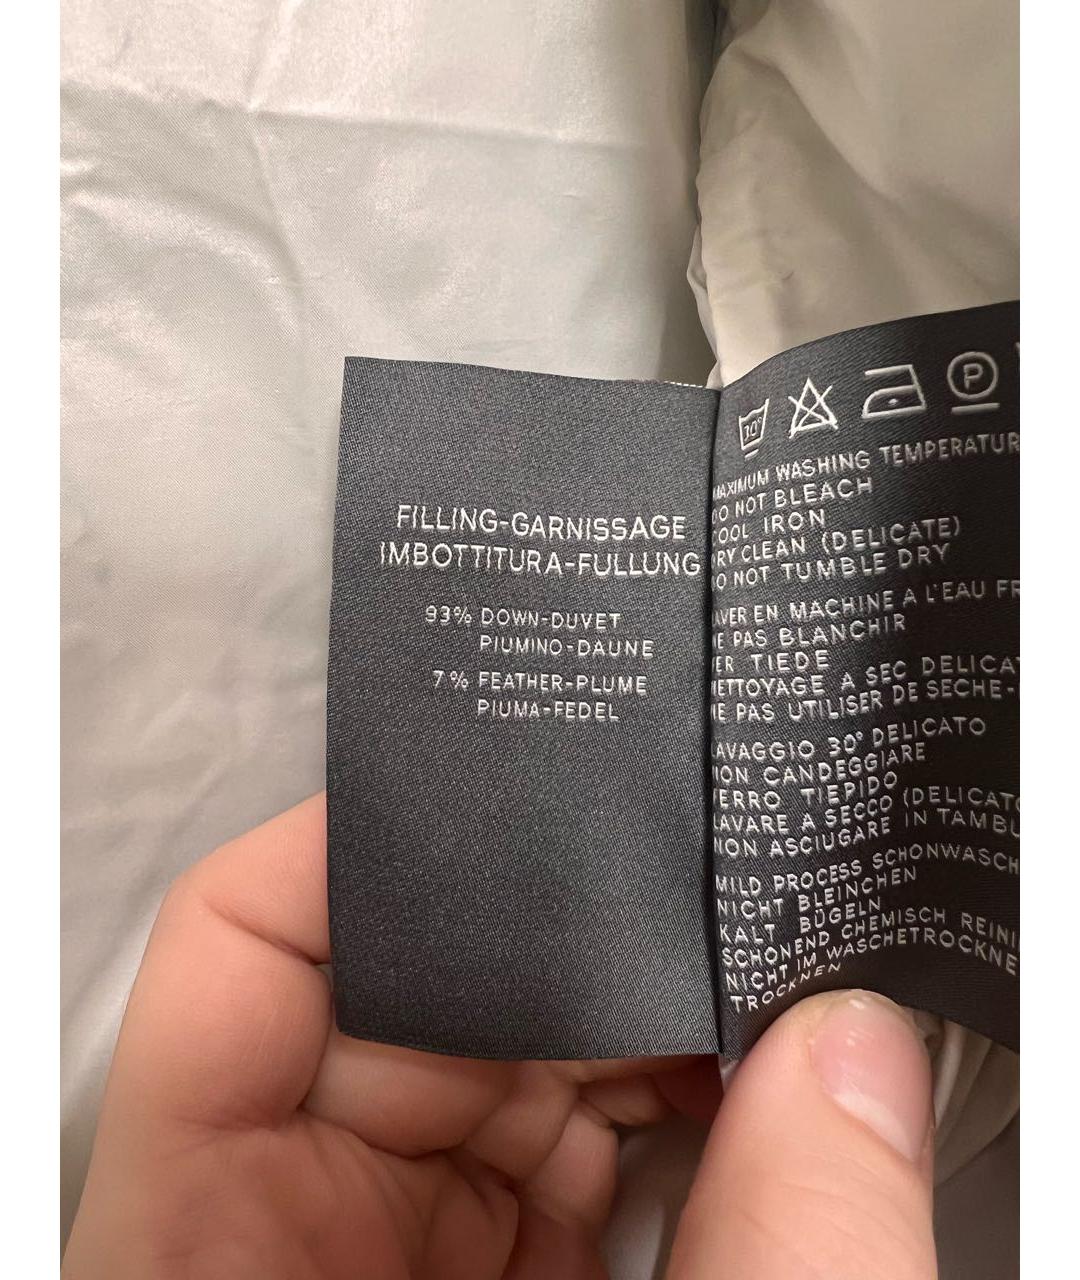 FILLING-GARNISSAGE
IMBOTTITURA-FULLUNG
93% DOWN-DUVET
PIUMINO-DAUNE
7% FEATHER-PLUME
PIUMA-FEDEL
10°
P
MAXIMUM WASHING TEMPERATUR
DO NOT BLEACH
COOL IRON
DRY CLEAN (DELICATE)
DO NOT TUMBLE DRY
LAVER EN MACHINE A L'EAU FR
NE PAS BLANCHIR
FER TIEDE
NETTOYAGE A SEC DELICAT
NE PAS UTILISER DE SECHE-
LAVAGGIO 30° DELICATO
NON CANDEGGIARE
FERRO TIEPIDO
LAVARE A SECCO (DELICATO
NON ASCIUGARE IN TAMBU
MILD PROCESS SCHONWASCH
NICHT BLEINCHEN
KALT BÜGELN
SCHONEND CHEMISCH REINI
NICHT IM WASCHETROCKNE
TROCKNEN